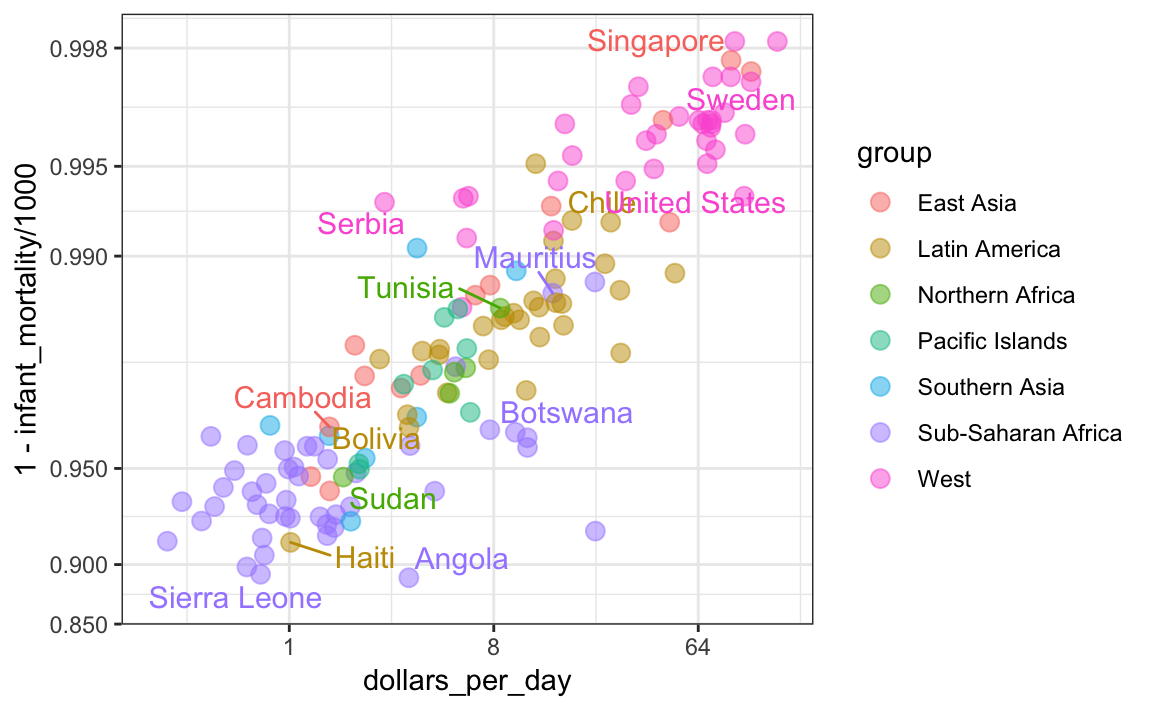 0.998
0.995
0.990
0.950
0.900
0.850
1 - infant_mortality/1000
Singapore
Sweden
Chile
United States
Serbia
Mauritius
Tunisia
Cambodia
Botswana
Bolivia
Sudan
Haiti
Angola
Sierra Leone
1
8
64
dollars_per_day
group
East Asia
Latin America
Northern Africa
Pacific Islands
Southern Asia
Sub-Saharan Africa
West